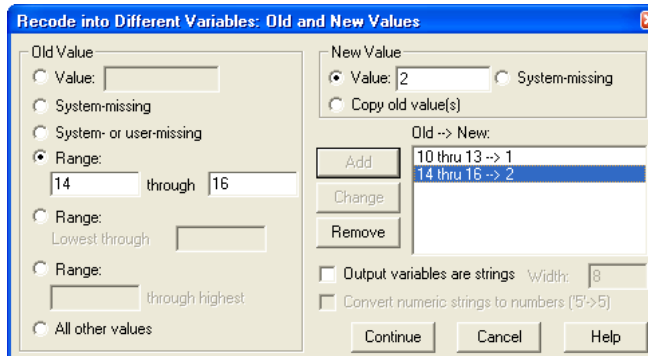 Recode into Different Variables: Old and New Values
Old Value
Value:
System-missing
System- or user-missing
Range:
14 through 16
Range:
Lowest through
Range:
through highest
All other values
New Value
Value: 2 System-missing
Copy old value(s)
Old --> New:
Add
Change
Remove
10 thru 13 --> 1
14 thru 16 --> 2
Output variables are strings Width: 8
Convert numeric strings to numbers ('5'->5)
Continue Cancel Help